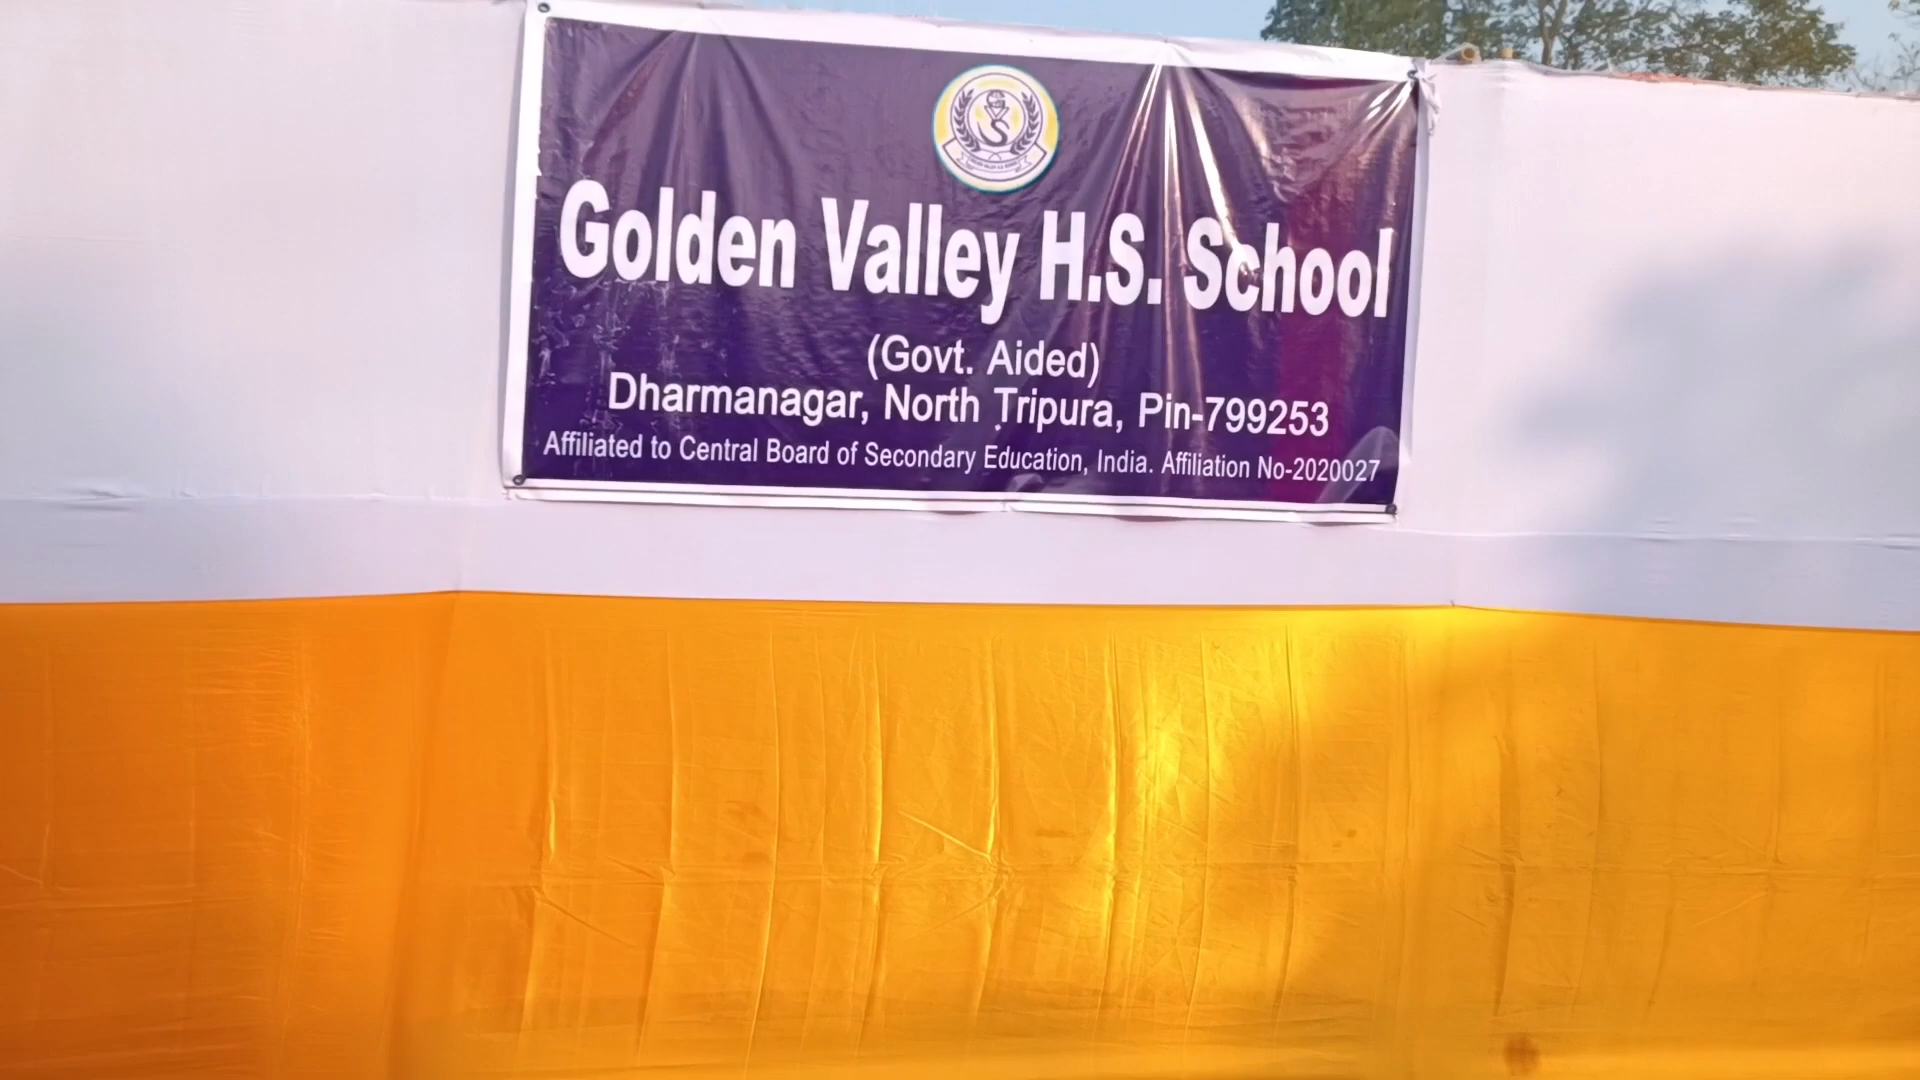 Golden Valley H.S. School
(Govt. Aided)
Dharmanagar, North Tripura, Pin-799253
Affiliated to Central Board of Secondary Education, India. Affiliation No-2020027